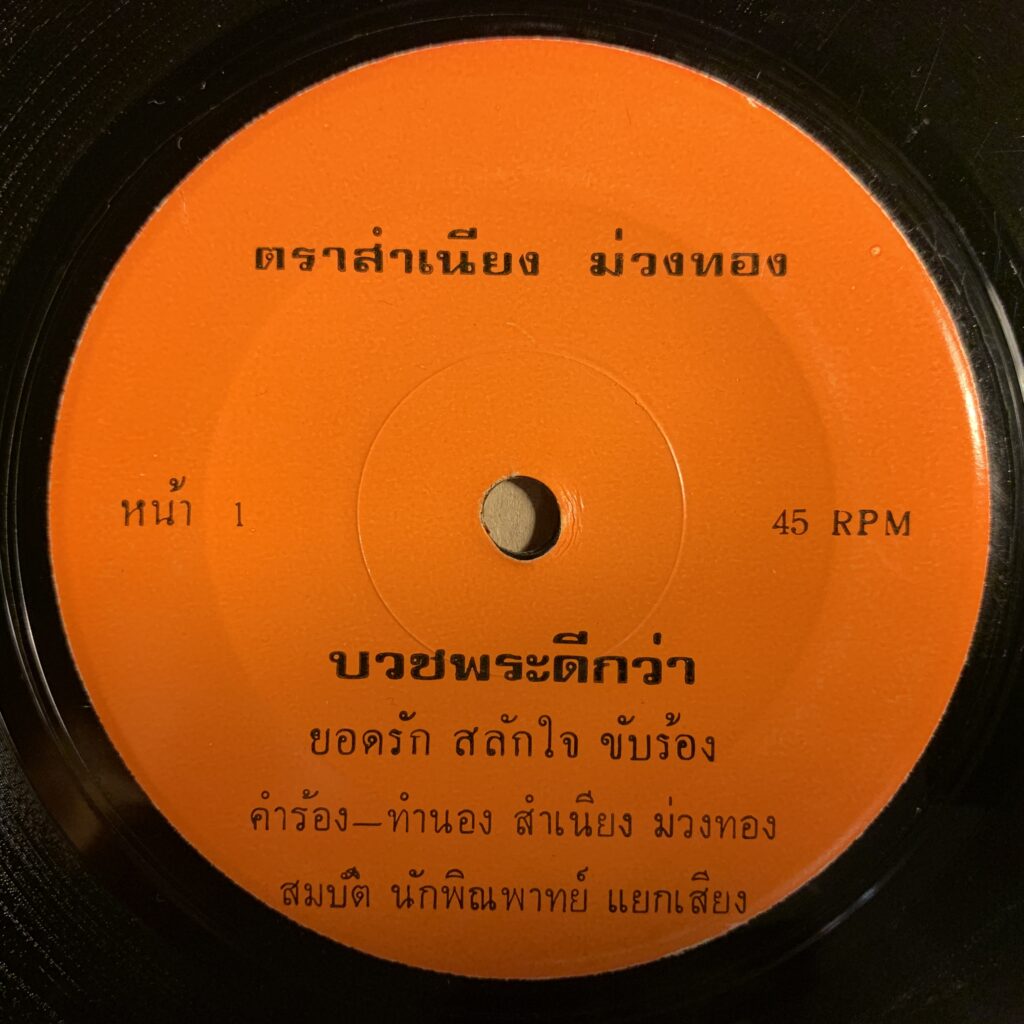 ตราสำเนียง ม่วงทอง
หน้า 1
45 RPM
บวชพระดีกว่า
ยอดรัก สลักใจ ขับร้อง
คำร้อง—ทำนอง สำเนียง ม่วงทอง
สมบัติ นักพิณพาทย์ แยกเสียง